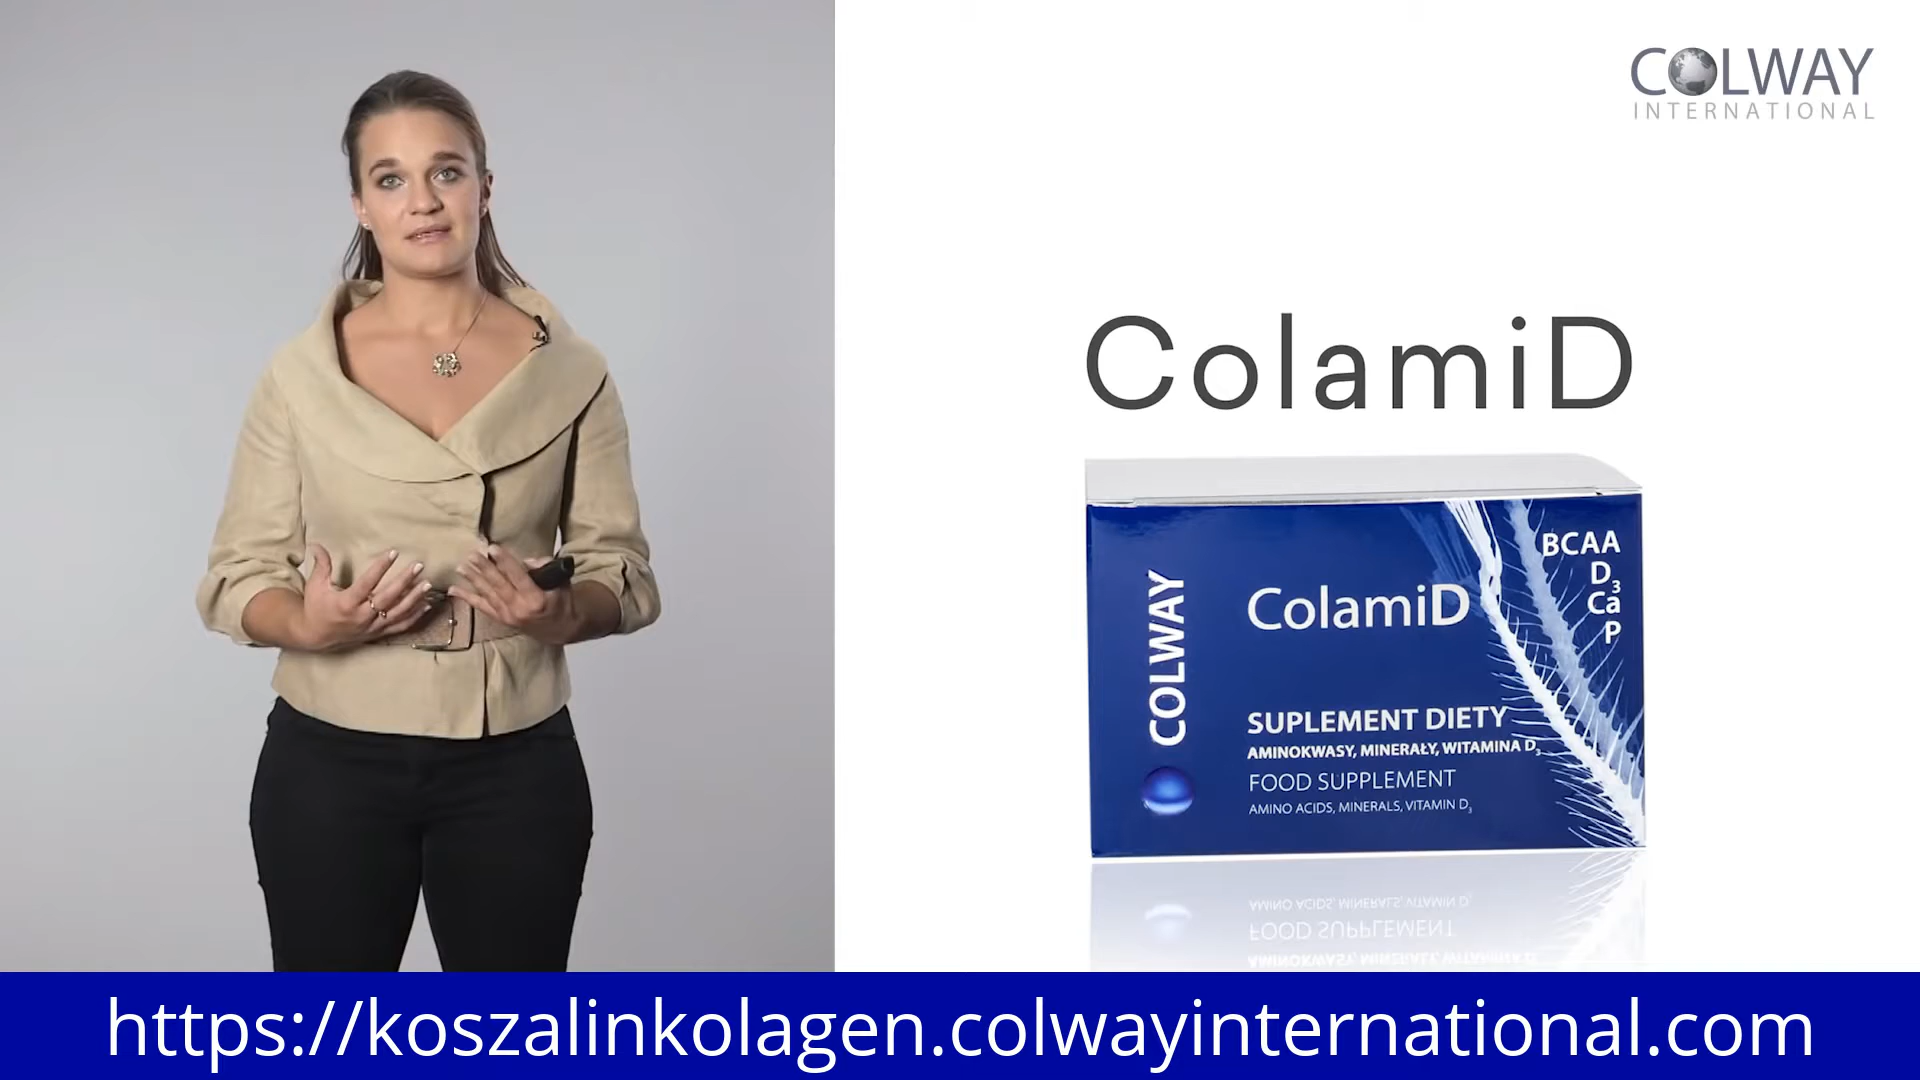 COLWAY
INTERNATIONAL
ColamiD
COLWAY
ColamiD
BCAA
D₃
Ca
P
SUPLEMENT DIETY
AMINOKWASY, MINERAŁY, WITAMINA D₃
FOOD SUPPLEMENT
AMINO ACIDS, MINERALS, VITAMIN D₃
https://koszalinkolagen.colwayinternational.com